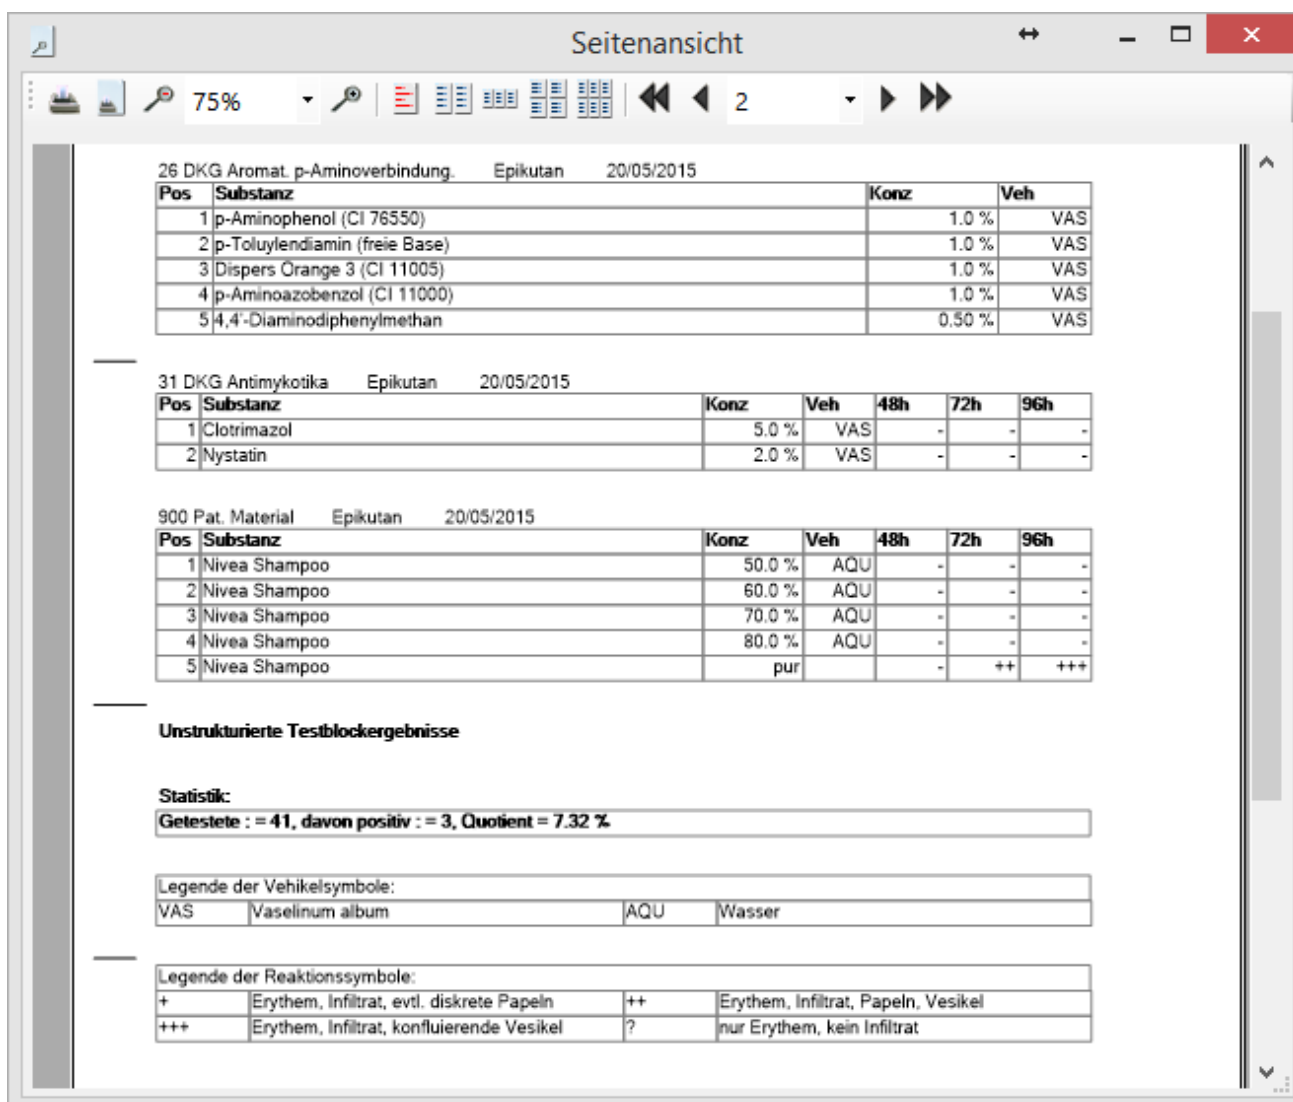 Seitenansicht
75%
2
26 DKG Aromat. p-Aminoverbindung. Epikutan 20/05/2015
Pos Substanz Konz Veh
1 p-Aminophenol (CI 76550) 1.0 % VAS
2 p-Toluylendiamin (freie Base) 1.0 % VAS
3 Dispers Orange 3 (CI 11005) 1.0 % VAS
4 p-Aminoazobenzol (CI 11000) 1.0 % VAS
5 4,4'-Diaminodiphenylmethan 0.50 % VAS
31 DKG Antimykotika Epikutan 20/05/2015
Pos Substanz Konz Veh 48h 72h 96h
1 Clotrimazol 5.0 % VAS - - -
2 Nystatin 2.0 % VAS - - -
900 Pat. Material Epikutan 20/05/2015
Pos Substanz Konz Veh 48h 72h 96h
1 Nivea Shampoo 50.0 % AQU - - -
2 Nivea Shampoo 60.0 % AQU - - -
3 Nivea Shampoo 70.0 % AQU - - -
4 Nivea Shampoo 80.0 % AQU - - -
5 Nivea Shampoo pur - ++ +++
Unstrukturierte Testblockergebnisse
Statistik:
Getestete : = 41, davon positiv : = 3, Quotient = 7.32 %
Legende der Vehikelsymbole:
VAS Vaselinum album AQU Wasser
Legende der Reaktionssymbole:
+ Erythem, Infiltrat, evtl. diskrete Papeln ++ Erythem, Infiltrat, Papeln, Vesikel
+++ Erythem, Infiltrat, konfluierende Vesikel ? nur Erythem, kein Infiltrat